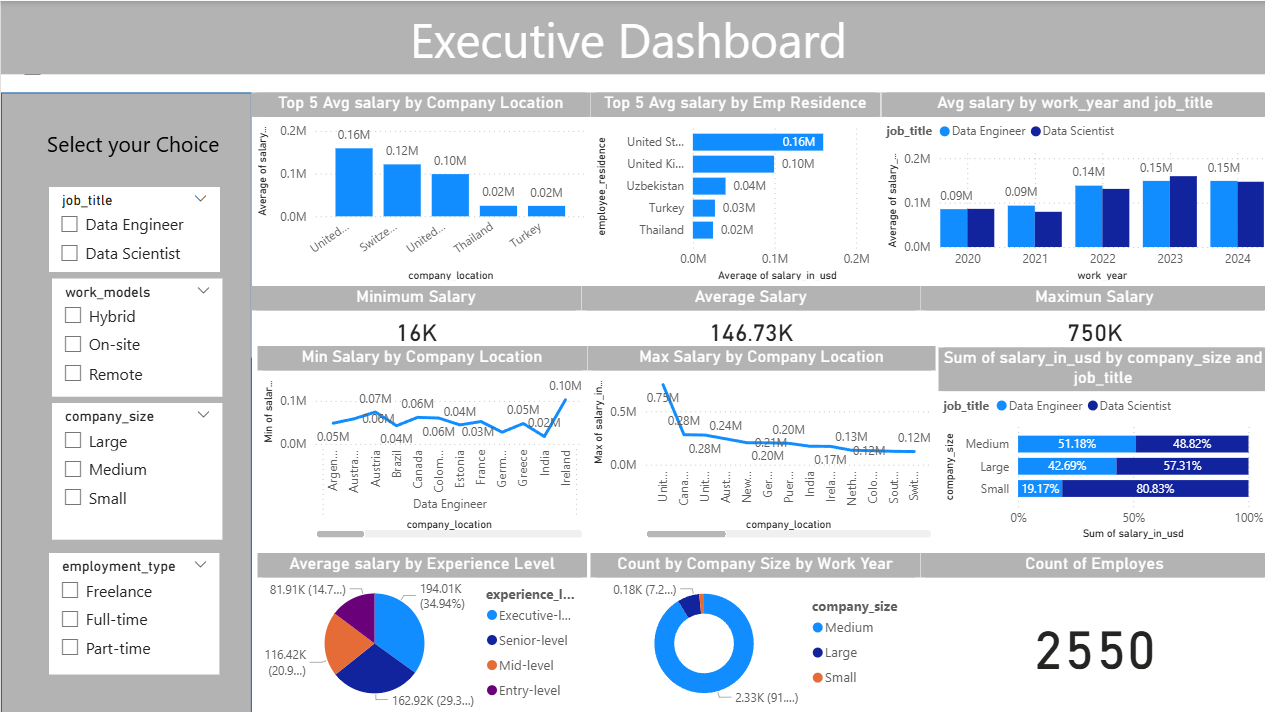 Executive Dashboard
Select your Choice
job_title
Data Engineer
Data Scientist
work_models
Hybrid
On-site
Remote
company_size
Large
Medium
Small
employment_type
Freelance
Full-time
Part-time
Top 5 Avg salary by Company Location
Average of salary...
0.2M
0.1M
0.0M
0.16M
0.12M
0.10M
0.02M
0.02M
United...
Switze...
United...
Thailand
Turkey
company_location
Top 5 Avg salary by Emp Residence
employee_residence
United St...
0.16M
United Ki...
0.10M
Uzbekistan
0.04M
Turkey
0.03M
Thailand
0.02M
0.0M
0.1M
0.2M
Average of salary_in_usd
Avg salary by work_year and job_title
job_title Data Engineer Data Scientist
Average of salary_...
0.2M
0.1M
0.0M
0.09M
0.09M
0.14M
0.15M
0.15M
2020
2021
2022
2023
2024
work_year
Minimum Salary
16K
Average Salary
146.73K
Maximun Salary
750K
Min Salary by Company Location
Min of salar...
0.1M
0.0M
0.05M
0.06M
0.07M
0.04M
0.06M
0.06M
0.04M
0.03M
0.05M
0.02M
0.10M
Argen...
Austra...
Austria
Brazil
Canada
Colom...
Estonia
France
Germ...
Greece
India
Ireland
Data Engineer
company_location
Max Salary by Company Location
Max of salary_in...
0.5M
0.0M
0.75M
0.28M
0.28M
0.24M
0.21M
0.20M
0.20M
0.17M
0.13M
0.12M
0.12M
Unit...
Cana...
Unit...
Aust...
New...
Ger...
Puer...
India
Irela...
Neth...
Colo...
Sout...
Swit...
company_location
Sum of salary_in_usd by company_size and
job_title
job_title Data Engineer Data Scientist
company_size
Medium
51.18%
48.82%
Large
42.69%
57.31%
Small
19.17%
80.83%
0%
50%
100%
Sum of salary_in_usd
Average salary by Experience Level
81.91K (14.7...)
194.01K
(34.94%)
116.42K
(20.9...)
162.92K (29.3...)
experience_l...
Executive-l...
Senior-level
Mid-level
Entry-level
Count by Company Size by Work Year
0.18K (7.2...)
2.33K (91....)
company_size
Medium
Large
Small
Count of Employes
2550